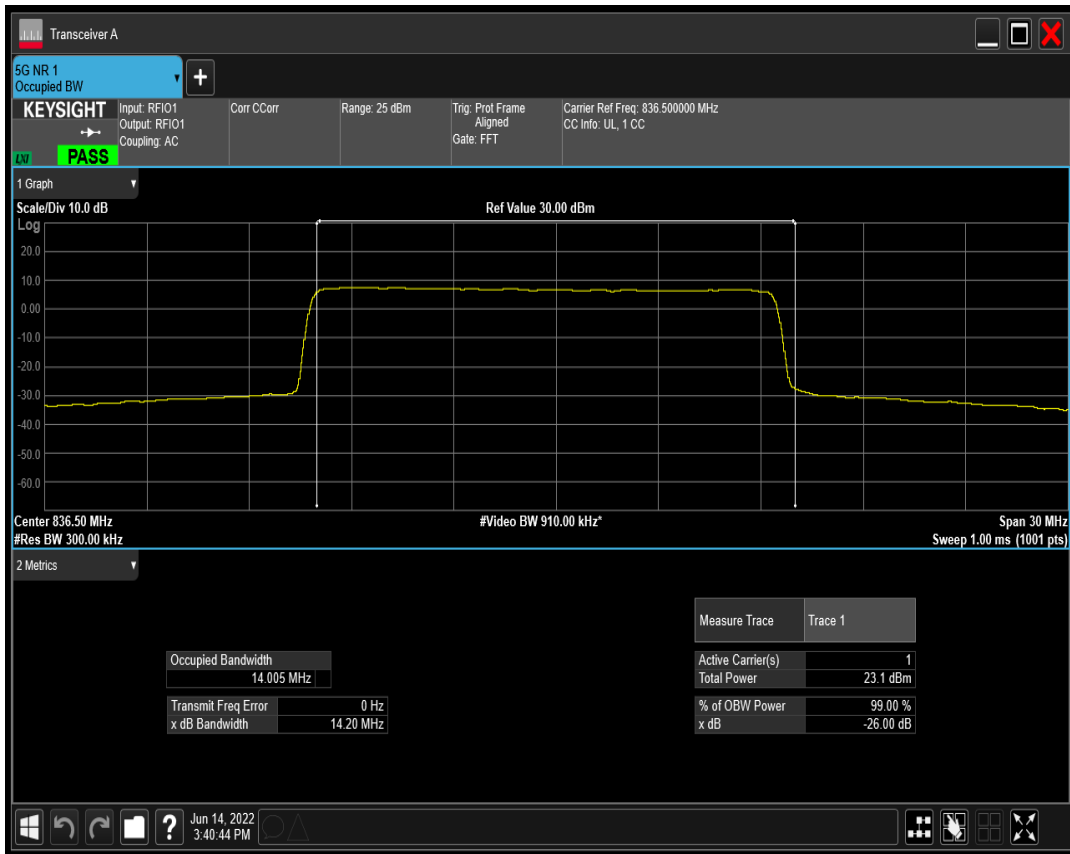 Transceiver A
5G NR 1
Occupied BW
+
KEYSIGHT
LXI
PASS
Input: RFIO1
Output: RFIO1
Coupling: AC
Corr CCorr
Range: 25 dBm
Trig: Prot Frame
Aligned
Gate: FFT
Carrier Ref Freq: 836.500000 MHz
CC Info: UL, 1 CC
1 Graph
Scale/Div 10.0 dB
Ref Value 30.00 dBm
Log
20.0
10.0
0.00
-10.0
-20.0
-30.0
-40.0
-50.0
-60.0
Center 836.50 MHz
#Video BW 910.00 kHz*
Span 30 MHz
#Res BW 300.00 kHz
Sweep 1.00 ms (1001 pts)
2 Metrics
Measure Trace Trace 1
Occupied Bandwidth
14.005 MHz
Active Carrier(s) 1
Total Power 23.1 dBm
Transmit Freq Error 0 Hz
x dB Bandwidth 14.20 MHz
% of OBW Power 99.00 %
x dB -26.00 dB
?
Jun 14, 2022
3:40:44 PM